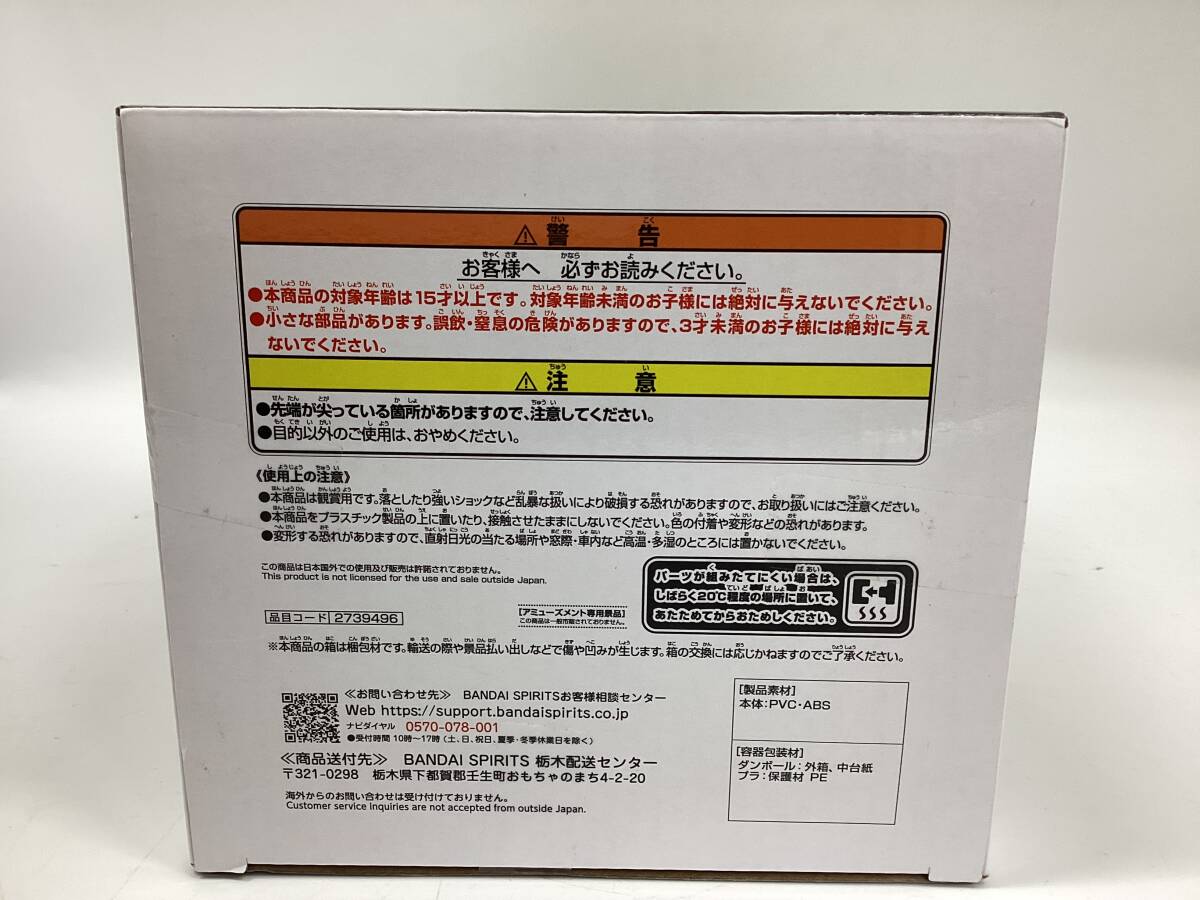 ⚠警告
お客様へ 必ずお読みください。
●本商品の対象年齢は15才以上です。対象年齢未満のお子様には絶対に与えないでください。
●小さな部品があります。誤飲・窒息の危険がありますので、3才未満のお子様には絶対に与え
ないでください。
⚠注意
●先端が尖っている箇所がありますので、注意してください。
●目的以外のご使用は、おやめください。
《使用上の注意》
●本商品は観賞用です。落としたり強いショックなど乱暴な扱いにより破損する恐れがありますので、お取り扱いにはご注意ください。
●本商品をプラスチック製品の上に置いたり、接触させたままにしないでください。色の付着や変形などの恐れがあります。
●変形する恐れがありますので、直射日光の当たる場所や窓際・車内など高温・多湿のところには置かないでください。
この商品は日本国外での使用及び販売は許諾されておりません。
This product is not licensed for the use and sale outside Japan.
パーツが組みたてにくい場合は、
しばらく20℃程度の場所に置いて、
あたためてからおためしください。
品目コード 2739496
[アミューズメント専用景品]
この商品は一般市販されておりません。
※本商品の箱は梱包材です。輸送の際や景品払い出しなどで傷や凹みが生じます。箱の交換には応じかねますのでご了承ください。
≪お問い合わせ先≫ BANDAI SPIRITSお客様相談センター
Web https://support.bandaispirits.co.jp
ナビダイヤル 0570-078-001
●受付時間 10時〜17時 (土、日、祝日、夏季・冬季休業日を除く)
≪商品送付先≫ BANDAI SPIRITS 栃木配送センター
〒321-0298 栃木県下都賀郡壬生町おもちゃのまち4-2-20
海外からのお問い合わせは受け付けておりません。
Customer service inquiries are not accepted from outside Japan.
[製品素材]
本体:PVC・ABS
[容器包装材]
ダンボール:外箱、中台紙
プラ:保護材 PE